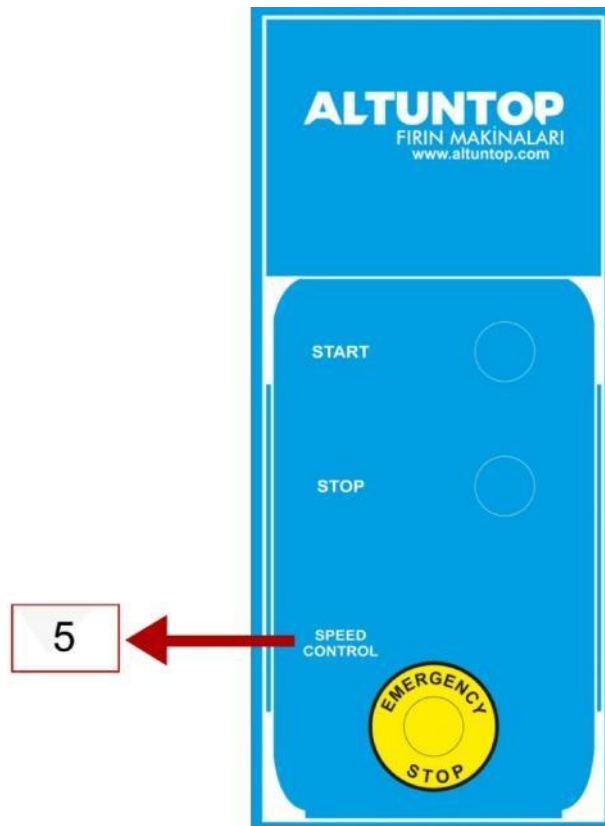 ALTUNTOP
FIRIN MAKİNALARI
www.altuntop.com
START
STOP
5
SPEED
CONTROL
EMERGENCY
STOP